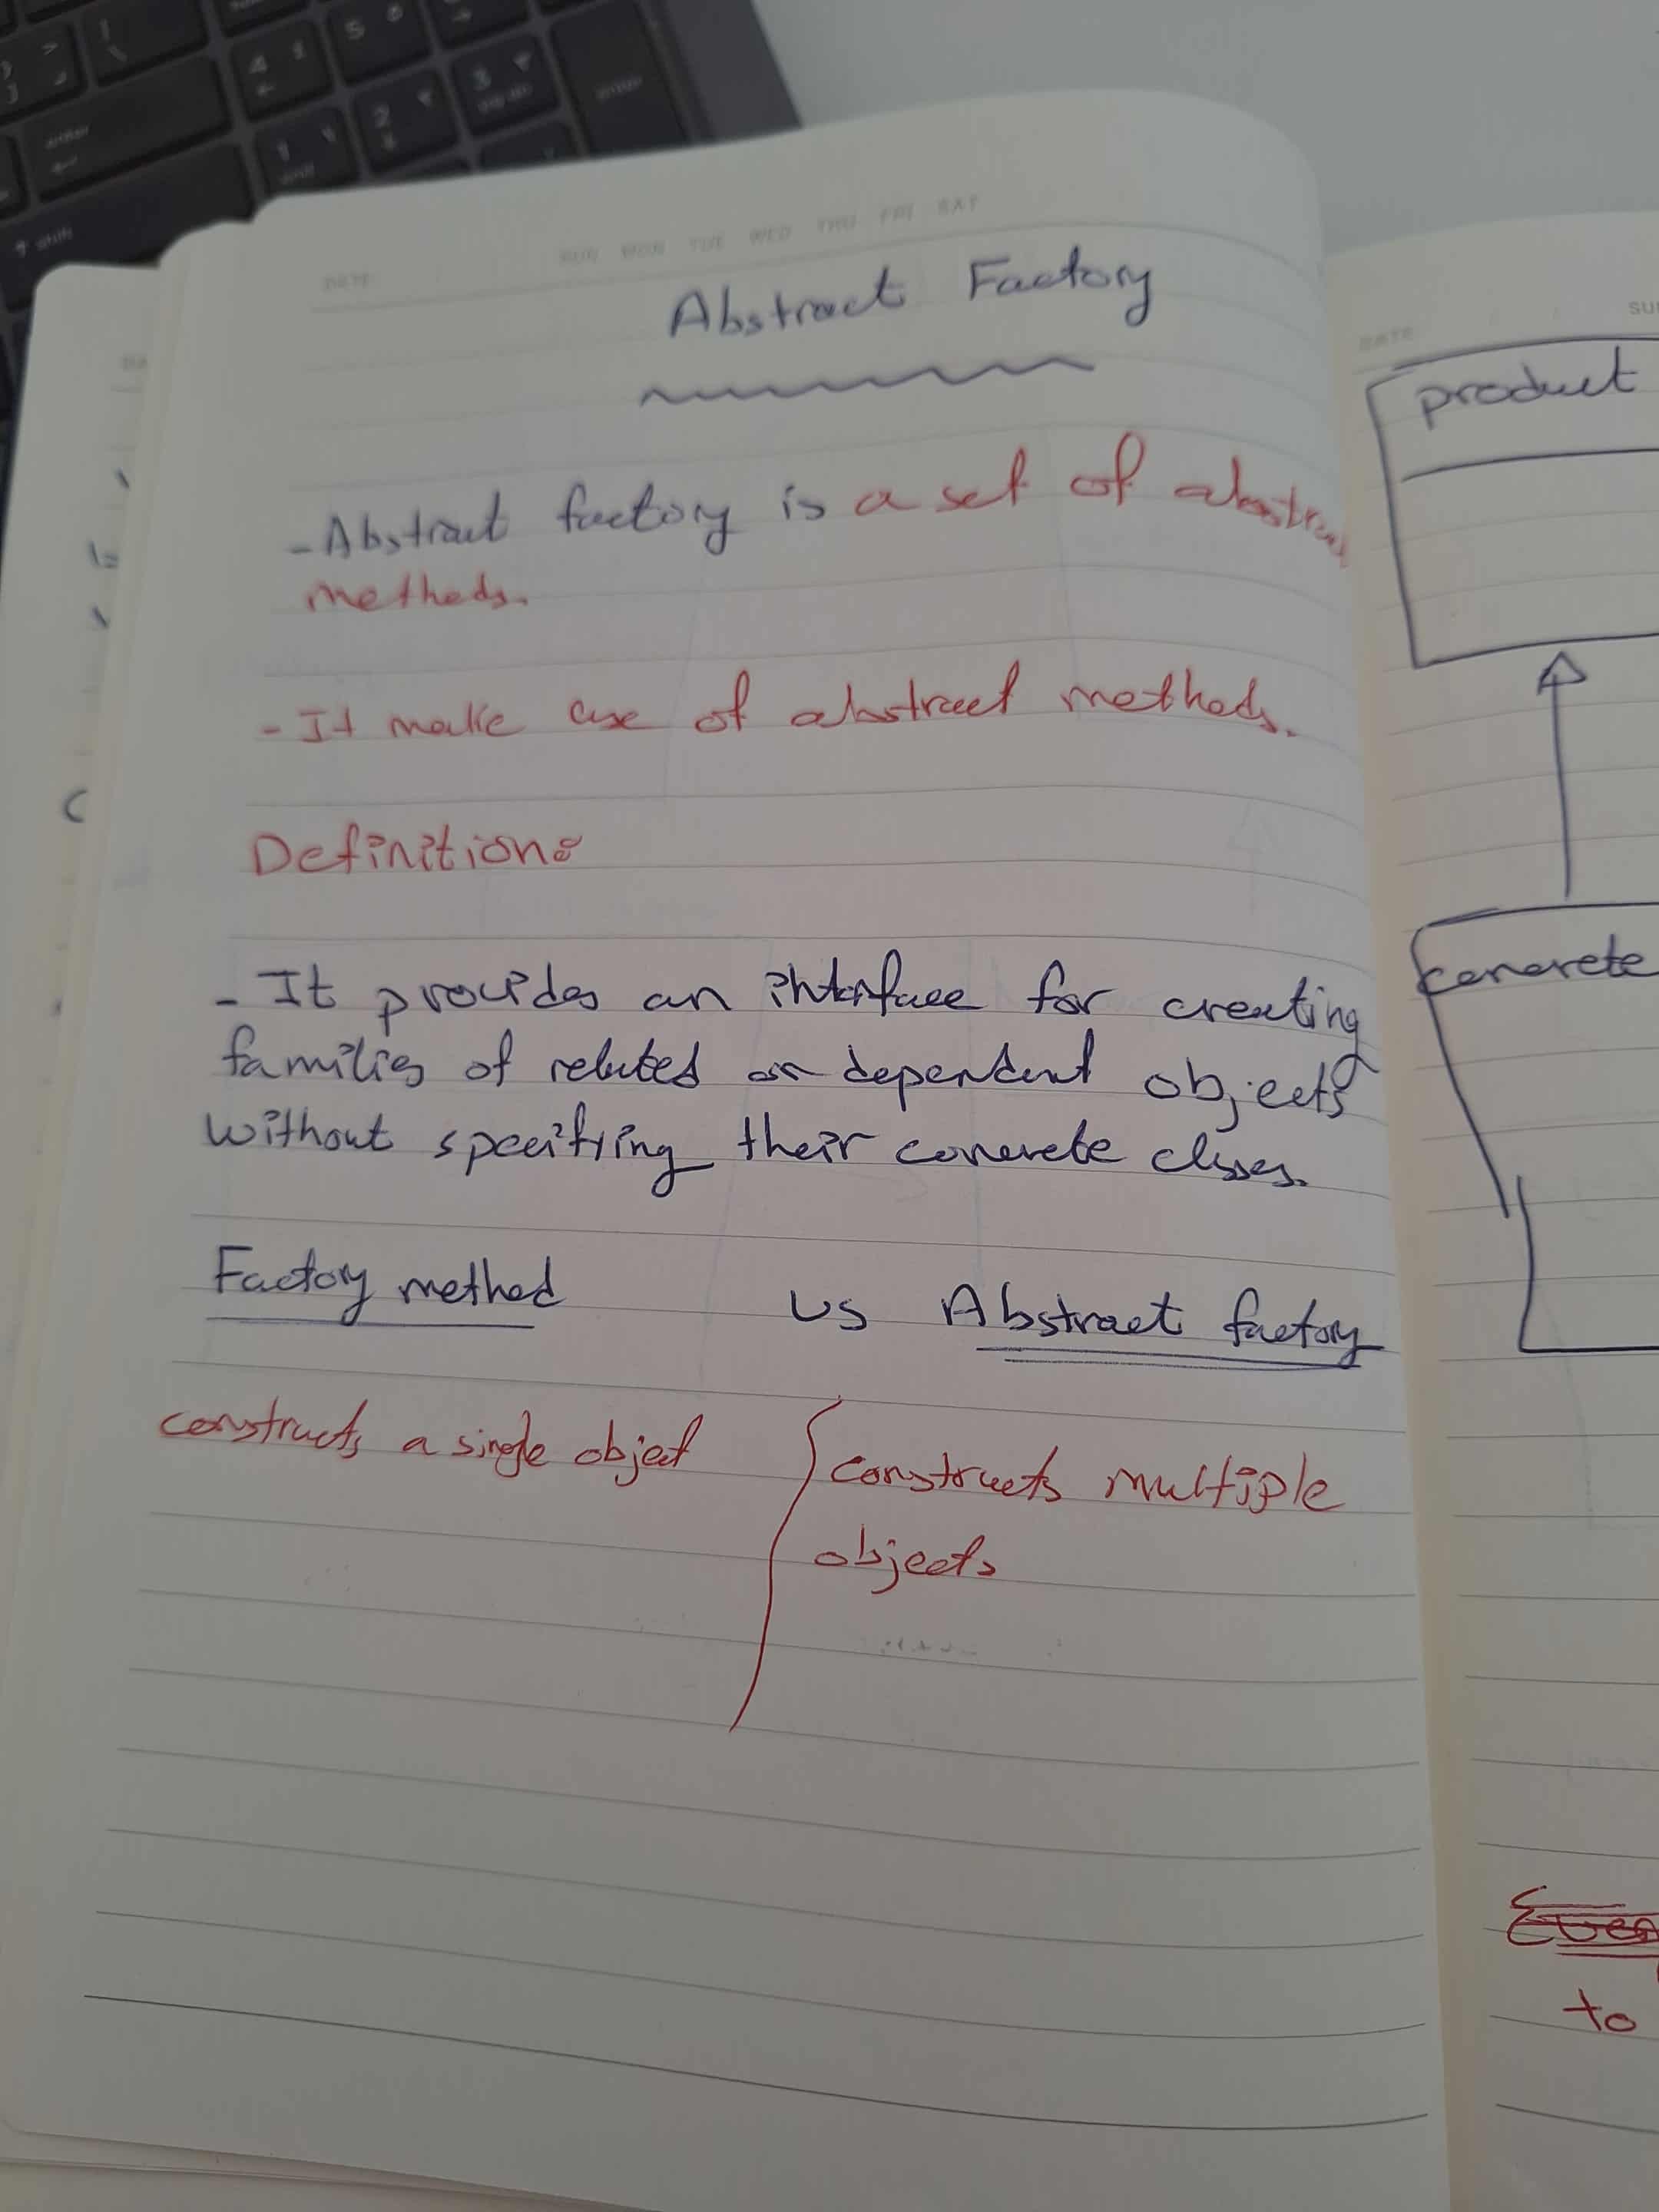 DATE
SUN MON TUE WED THU FRI SAT
Abstract Factory
- Abstract factory is a set of
methods.
- It make use of abstract methods.
Definition:
- It provides an interface for creating
families of related or dependent objects
without specifying their concrete classes.
Factory method vs Abstract factory
constructs a single object
constructs multiple
objects
DATE
product
concrete
to